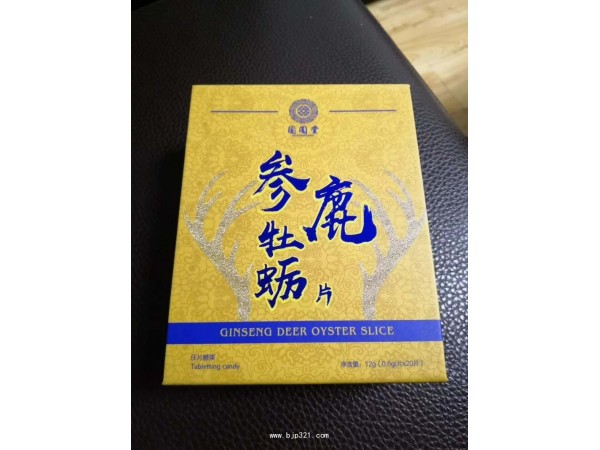 参鹿
牡蛎片
GINSENG DEER OYSTER SLICE
压片糖果
Tabletting candy
净含量：12g（0.6g/片x20片）
www.bjp321.com